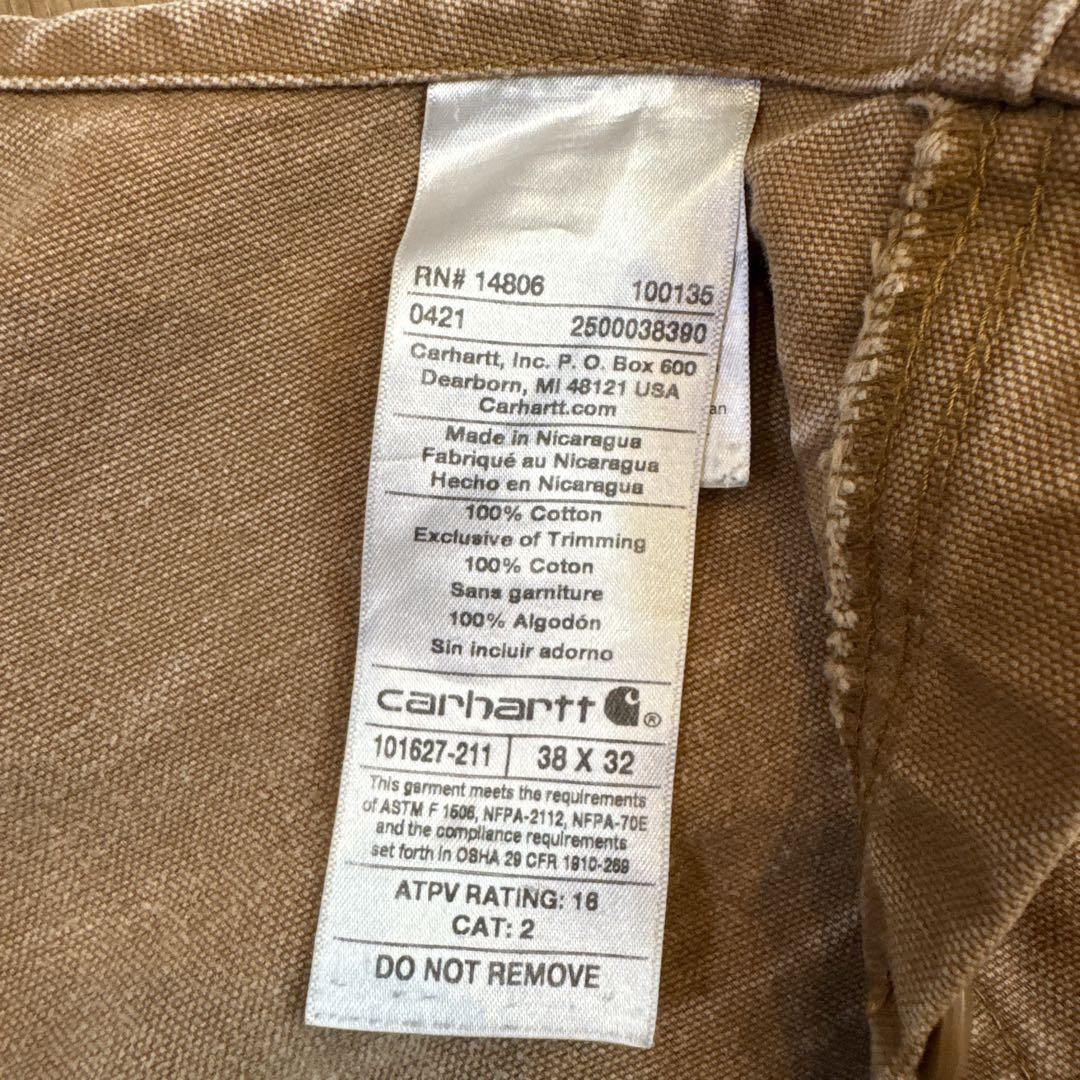 RN# 14806 100135
0421 2500038390
Carhartt, Inc. P. O. Box 600
Dearborn, MI 48121 USA
Carhartt.com
an
Made in Nicaragua
Fabriqué au Nicaragua
Hecho en Nicaragua
100% Cotton
Exclusive of Trimming
100% Coton
Sans garniture
100% Algodón
Sin incluir adorno
carhartt ®
101627-211 38 X 32
This garment meets the requirements
of ASTM F 1506, NFPA-2112, NFPA-70E
and the compliance requirements
set forth in OSHA 29 CFR 1910-269
ATPV RATING: 16
CAT: 2
DO NOT REMOVE